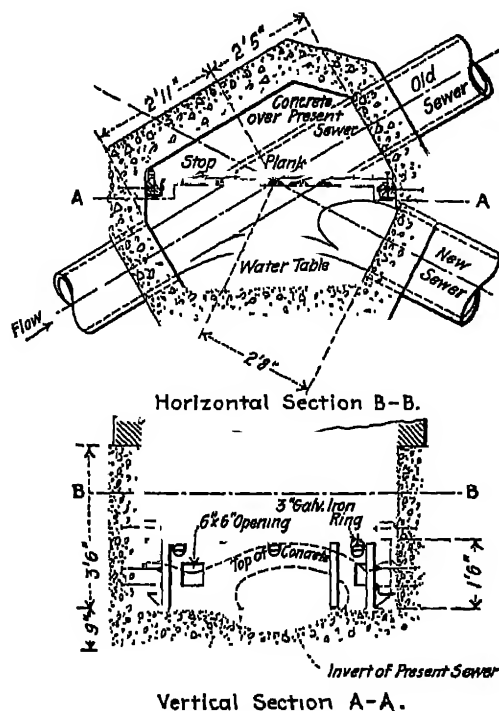 2'5"
2'11"
Old
Sewer
Concrete
over Present
Sewer
Stop Plank
A A
New
Sewer
Water Table
Flow
2'9"
Horizontal Section B-B.
B B
3" Galv. Iron
Ring
6"x6" Opening
Top of Concrete
3'6"
1'6"
9"
Invert of Present Sewer
Vertical Section A-A.